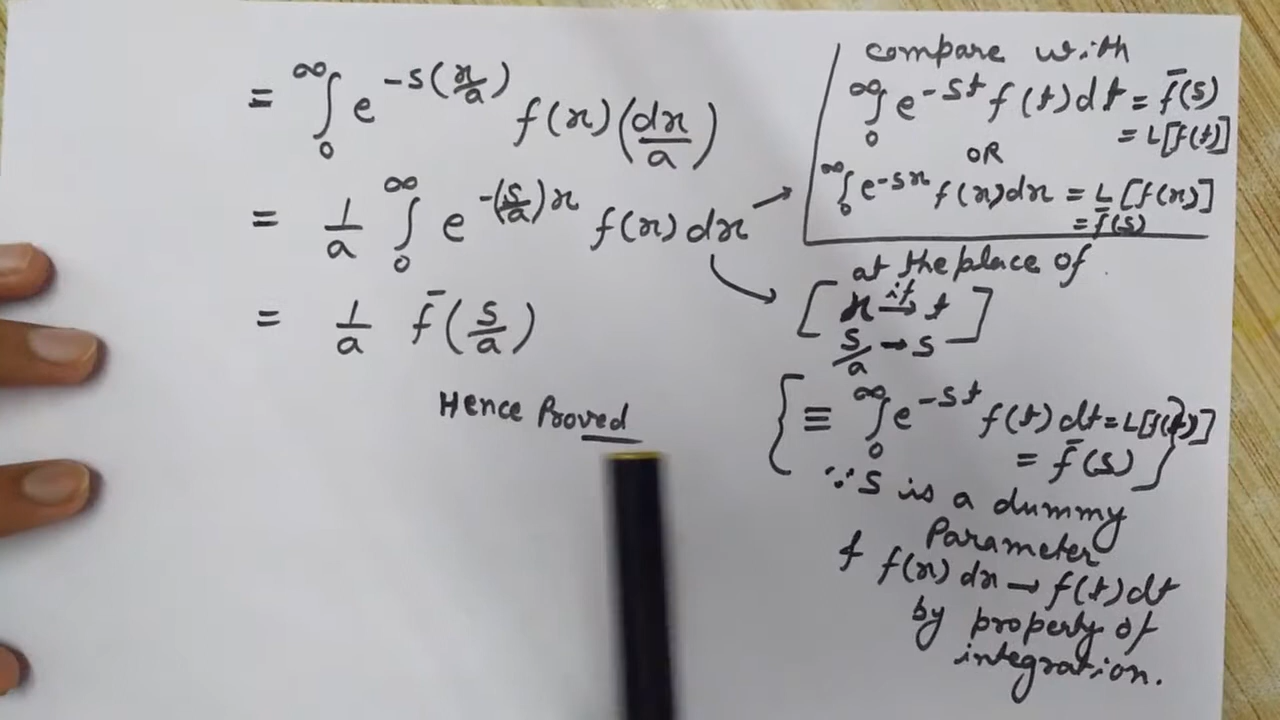 = ∫₀^∞ e^{-s(x/a)} f(x) (dx/a)
= 1/a ∫₀^∞ e^{-(s/a)x} f(x) dx
= 1/a f̄(s/a)
Hence Proved
compare with
∫₀^∞ e^{-st} f(t) dt = f̄(s)
= L[f(t)]
OR
∫₀^∞ e^{-sx} f(x) dx = L[f(x)]
= f̄(s)
at the place of
[ x → t ]
s/a → s
{ ≡ ∫₀^∞ e^{-st} f(t) dt = L[f(t)]
= f̄(s) }
∵ s is a dummy
Parameter
f f(x) dx → f(t) dt
by property of
integration.